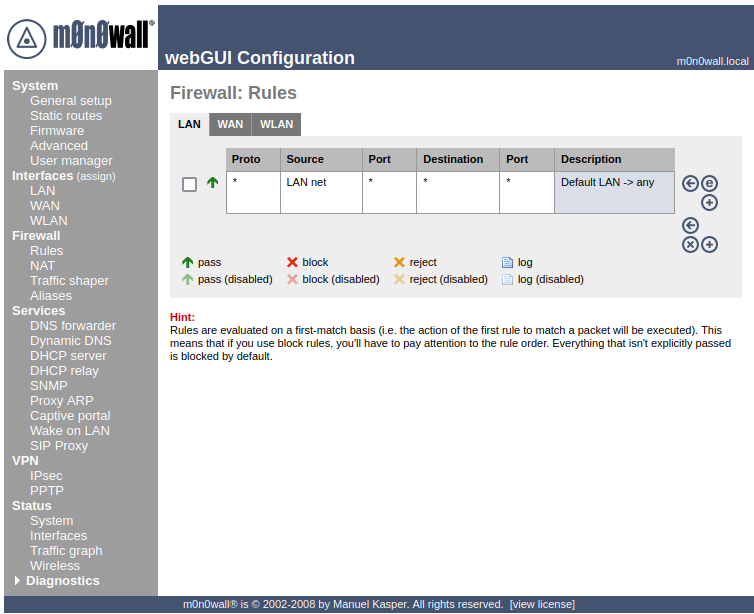 m0n0wall®
webGUI Configuration
m0n0wall.local
System
General setup
Static routes
Firmware
Advanced
User manager
Interfaces (assign)
LAN
WAN
WLAN
Firewall
Rules
NAT
Traffic shaper
Aliases
Services
DNS forwarder
Dynamic DNS
DHCP server
DHCP relay
SNMP
Proxy ARP
Captive portal
Wake on LAN
SIP Proxy
VPN
IPsec
PPTP
Status
System
Interfaces
Traffic graph
Wireless
Diagnostics
Firewall: Rules
LAN WAN WLAN
Proto Source Port Destination Port Description
* LAN net * * * Default LAN -> any
e
pass block reject log
pass (disabled) block (disabled) reject (disabled) log (disabled)
Hint:
Rules are evaluated on a first-match basis (i.e. the action of the first rule to match a packet will be executed). This
means that if you use block rules, you'll have to pay attention to the rule order. Everything that isn't explicitly passed
is blocked by default.
m0n0wall® is © 2002-2008 by Manuel Kasper. All rights reserved. [view license]